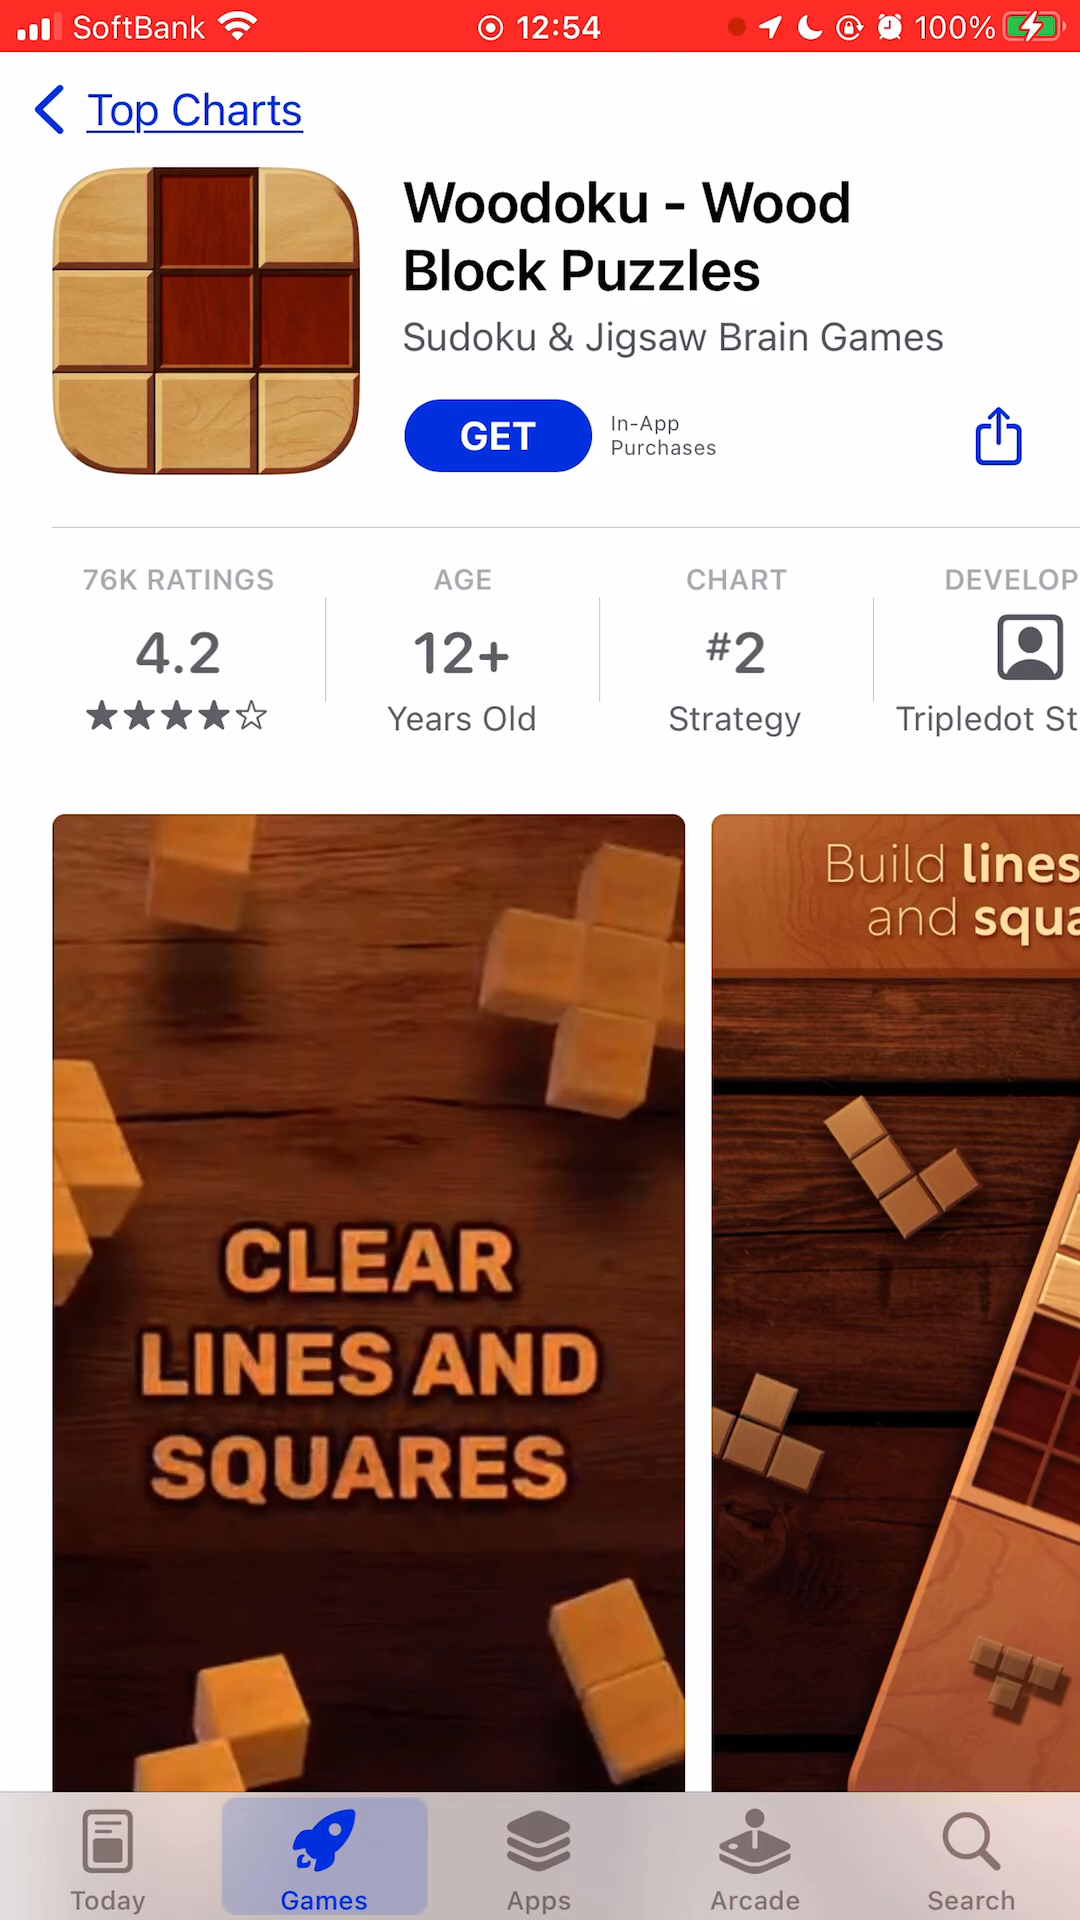 SoftBank 12:54 100%
Top Charts
Woodoku - Wood
Block Puzzles
Sudoku & Jigsaw Brain Games
GET
In-App
Purchases
76K RATINGS
4.2
AGE
12+
Years Old
CHART
#2
Strategy
DEVELOP
Tripledot St
CLEAR
LINES AND
SQUARES
Build lines
and squa
Today
Games
Apps
Arcade
Search